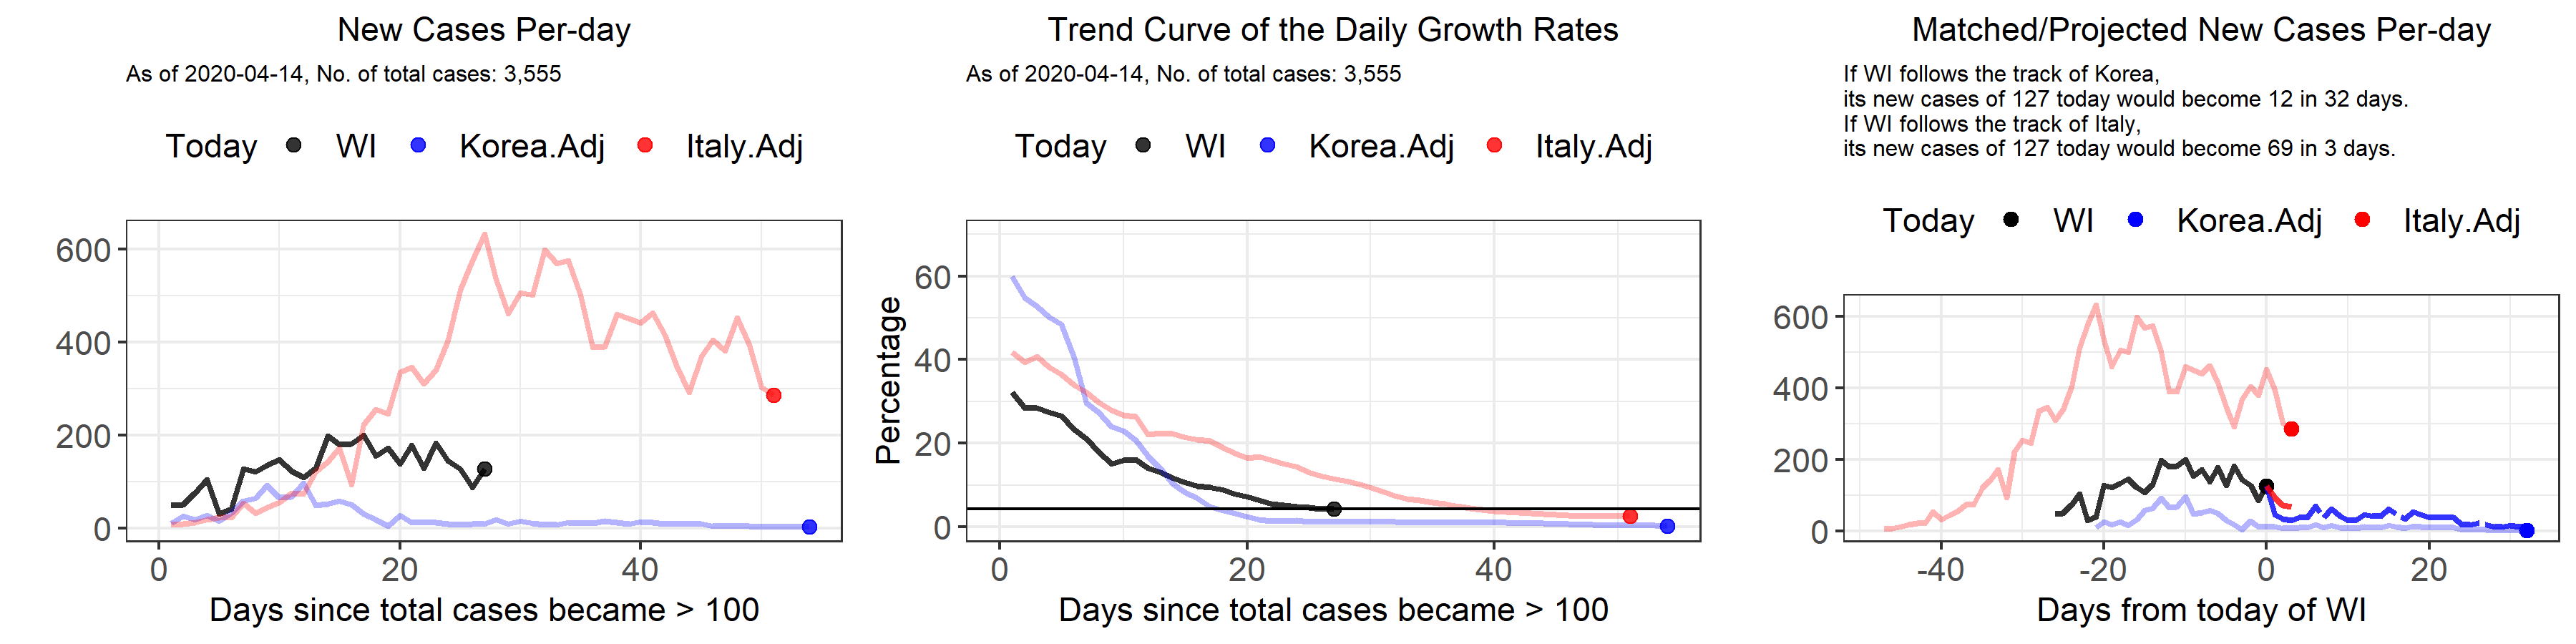 New Cases Per-day
As of 2020-04-14, No. of total cases: 3,555
Today WI Korea.Adj Italy.Adj
600
400
200
0
0 20 40
Days since total cases became > 100
Trend Curve of the Daily Growth Rates
As of 2020-04-14, No. of total cases: 3,555
Today WI Korea.Adj Italy.Adj
Percentage
60
40
20
0
0 20 40
Days since total cases became > 100
Matched/Projected New Cases Per-day
If WI follows the track of Korea,
its new cases of 127 today would become 12 in 32 days.
If WI follows the track of Italy,
its new cases of 127 today would become 69 in 3 days.
Today WI Korea.Adj Italy.Adj
600
400
200
0
-40 -20 0 20
Days from today of WI